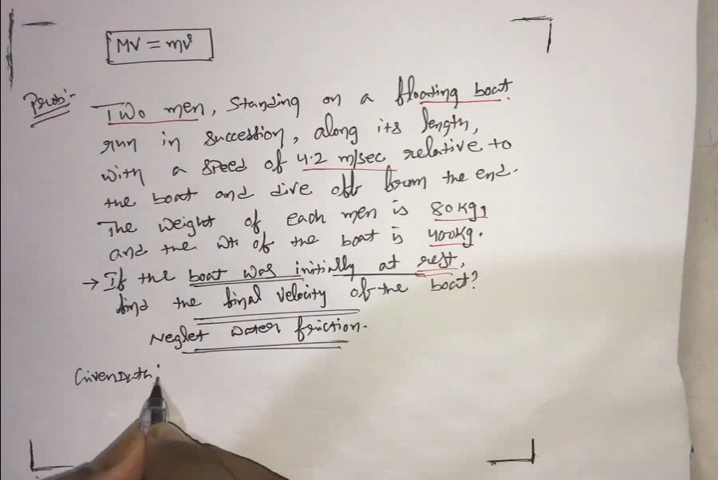 MV = mv
Prob:-
Two men, standing on a floating boat.
run in succession, along its length,
with a speed of 4.2 m/sec relative to
the boat and dive off from the end.
The weight of each men is 80kg,
and the wt. of the boat is 400kg.
→ If the boat was initially at rest,
find the final velocity of the boat?
Neglet water friction.
Given Dath: